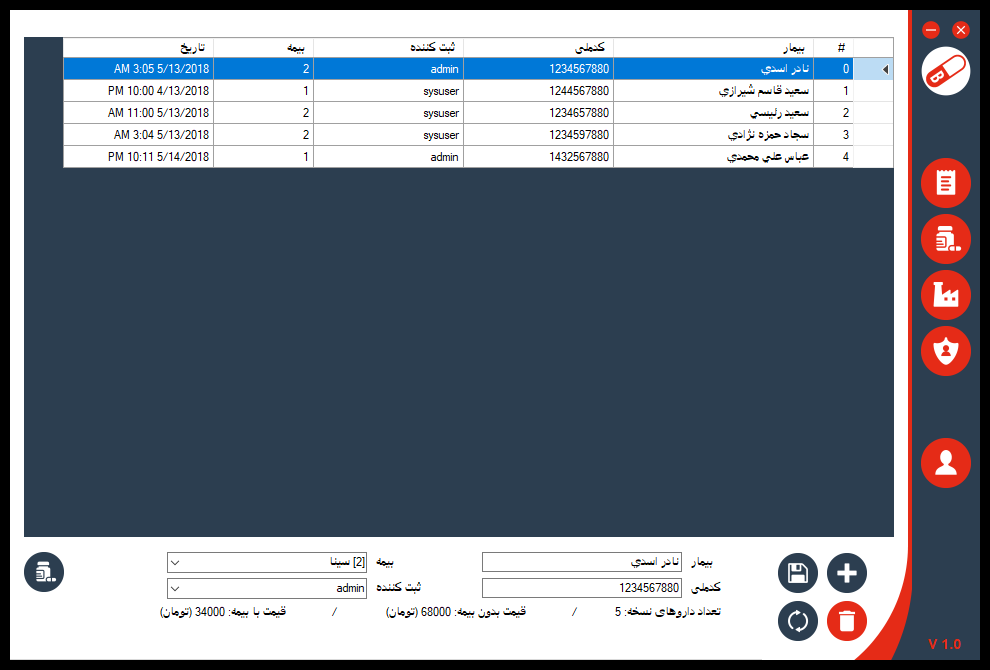 # بیمار کدملی ثبت کننده بیمه تاریخ
0 نادر اسدي 1234567880 admin 2 AM 3:05 5/13/2018
1 سعيد قاسم شيرازي 1244567880 sysuser 1 PM 10:00 4/13/2018
2 سعيد رئيسي 1234657880 sysuser 2 AM 11:00 5/13/2018
3 سجاد حمزه نژادي 1234597880 sysuser 2 AM 3:04 5/13/2018
4 عباس علي محمدي 1432567880 admin 1 PM 10:11 5/14/2018
بیمار نادر اسدي بیمه [2] سینا
کدملی 1234567880 ثبت کننده admin
تعداد داروهای نسخه: 5 / قیمت بدون بیمه: 68000 (تومان) / قیمت با بیمه: 34000 (تومان)
V 1.0